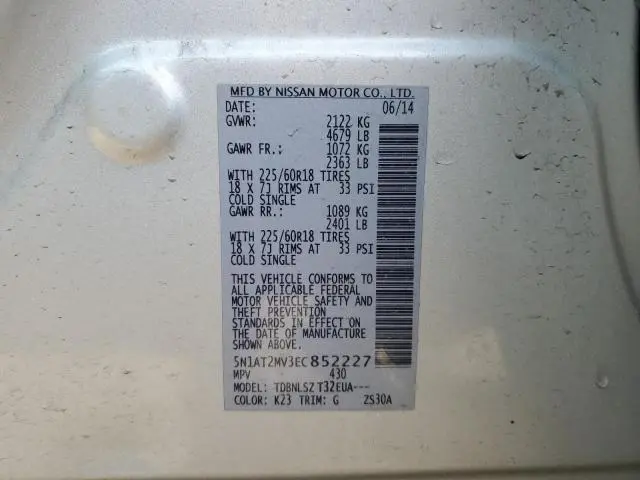 MFD BY NISSAN MOTOR CO., LTD.
DATE: 06/14
GVWR: 2122 KG
4679 LB
GAWR FR.: 1072 KG
2363 LB
WITH 225/60R18 TIRES
18 X 7J RIMS AT 33 PSI
COLD SINGLE
GAWR RR.: 1089 KG
2401 LB
WITH 225/60R18 TIRES
18 X 7J RIMS AT 33 PSI
COLD SINGLE
THIS VEHICLE CONFORMS TO
ALL APPLICABLE FEDERAL
MOTOR VEHICLE SAFETY AND
THEFT PREVENTION
STANDARDS IN EFFECT ON
THE DATE OF MANUFACTURE
SHOWN ABOVE.
5N1AT2MV3EC852227
MPV 430
MODEL: TDBNLSZ T32EUA---
COLOR: K23 TRIM: G ZS30A